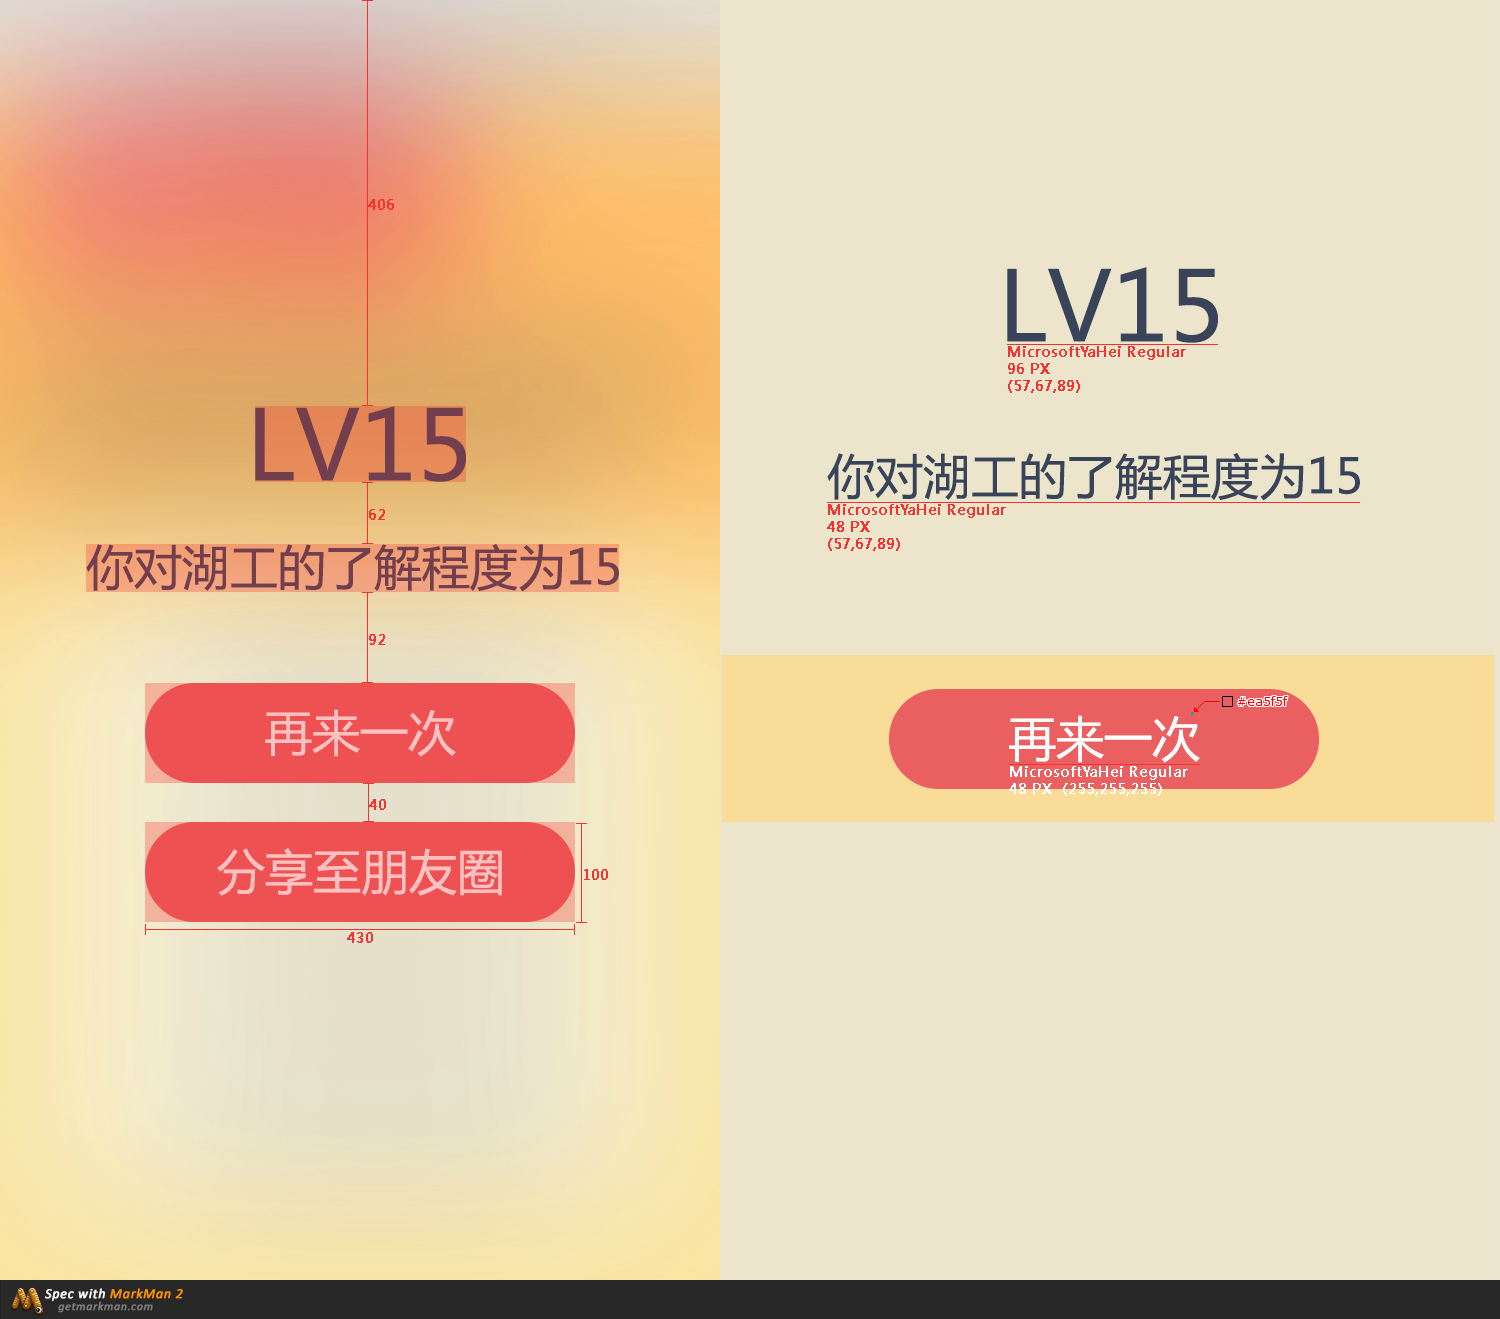 406
LV15
62
你对湖工的了解程度为15
92
再来一次
40
分享至朋友圈
100
430
LV15
MicrosoftYaHei Regular
96 PX
(57,67,89)
你对湖工的了解程度为15
MicrosoftYaHei Regular
48 PX
(57,67,89)
#ea5f5f
再来一次
MicrosoftYaHei Regular
48 PX (255,255,255)
Spec with MarkMan 2
getmarkman.com